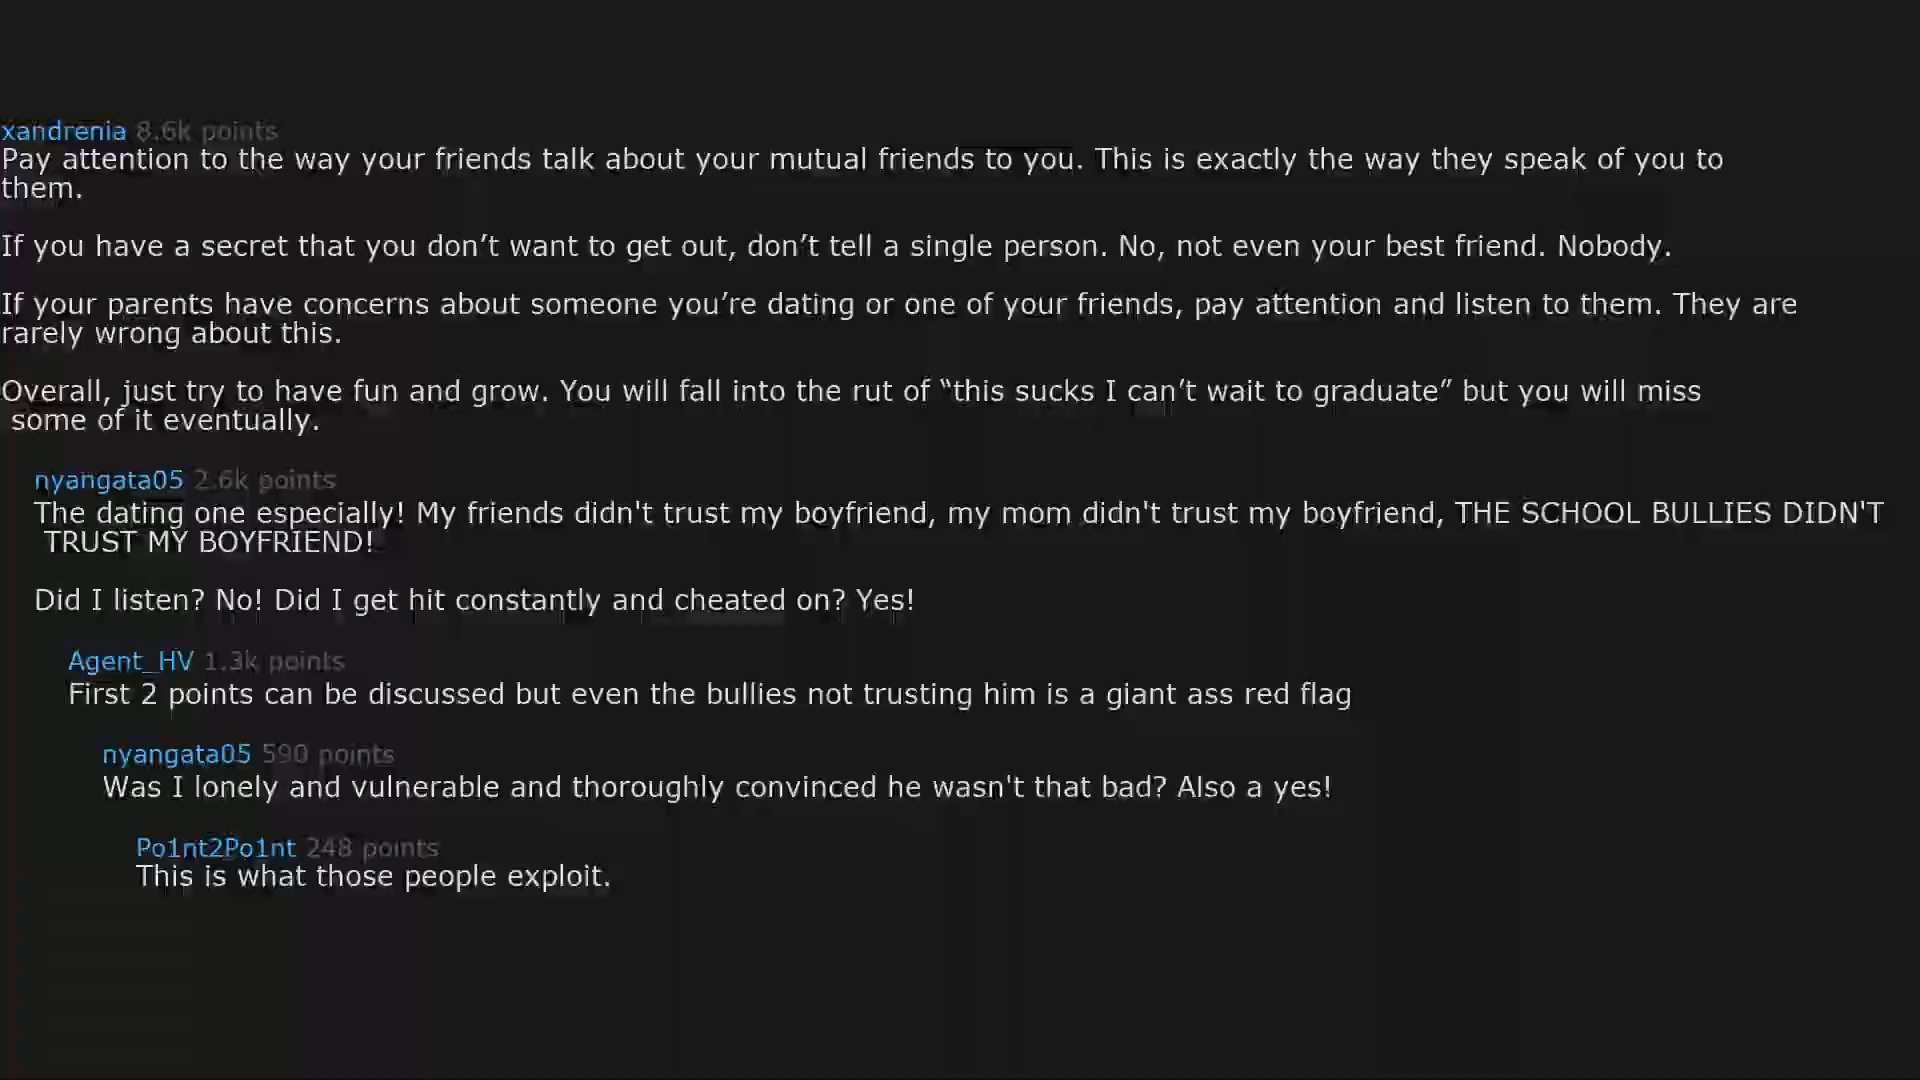 xandrenia 8.6k points
Pay attention to the way your friends talk about your mutual friends to you. This is exactly the way they speak of you to
them.
If you have a secret that you don’t want to get out, don’t tell a single person. No, not even your best friend. Nobody.
If your parents have concerns about someone you’re dating or one of your friends, pay attention and listen to them. They are
rarely wrong about this.
Overall, just try to have fun and grow. You will fall into the rut of “this sucks I can’t wait to graduate” but you will miss
some of it eventually.
nyangata05 2.6k points
The dating one especially! My friends didn't trust my boyfriend, my mom didn't trust my boyfriend, THE SCHOOL BULLIES DIDN'T
TRUST MY BOYFRIEND!
Did I listen? No! Did I get hit constantly and cheated on? Yes!
Agent_HV 1.3k points
First 2 points can be discussed but even the bullies not trusting him is a giant ass red flag
nyangata05 590 points
Was I lonely and vulnerable and thoroughly convinced he wasn't that bad? Also a yes!
Po1nt2Po1nt 248 points
This is what those people exploit.